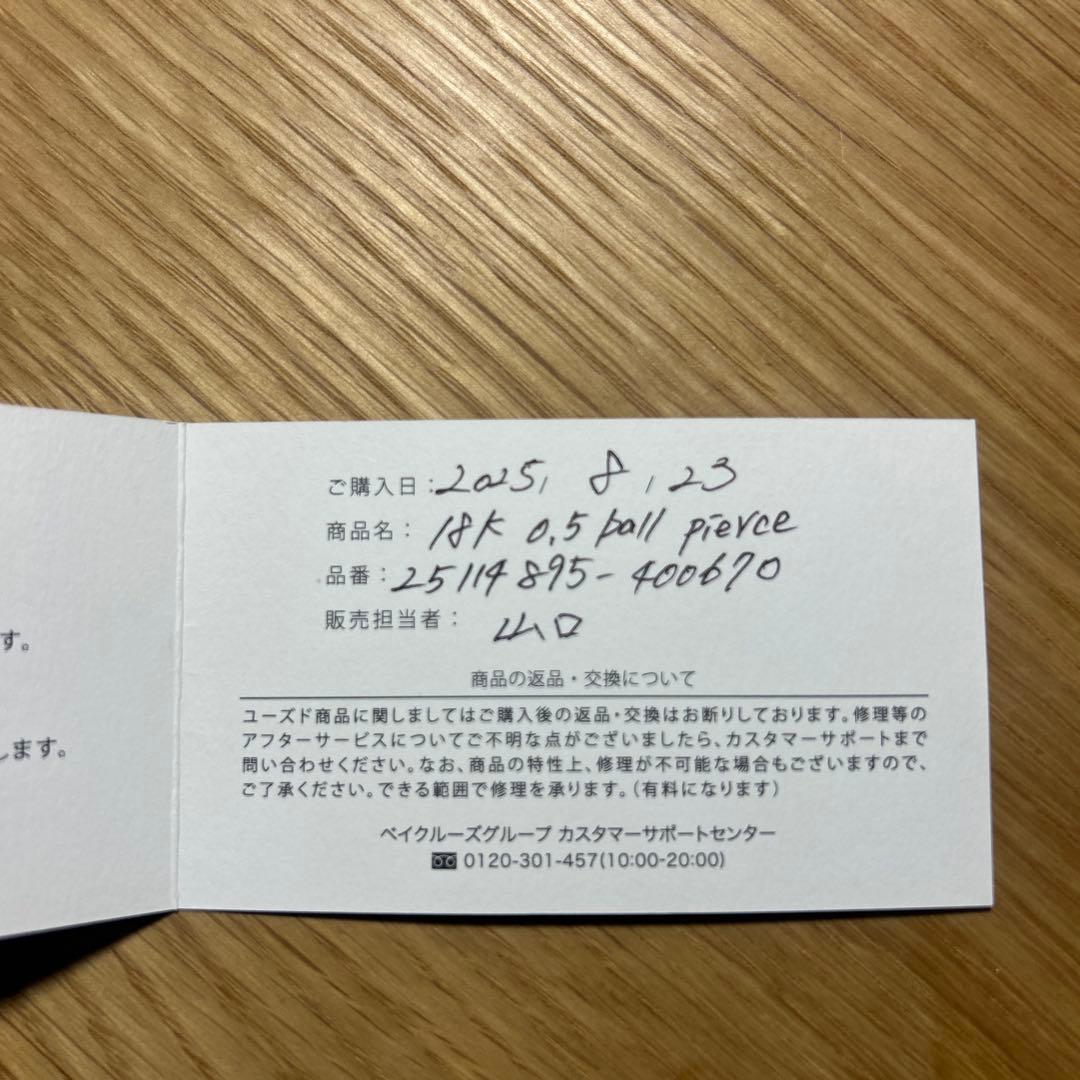 す。
します。
ご購入日：2025, 8, 23
商品名： 18K 0.5 ball pierce
品番：25114895-400670
販売担当者： 山口
商品の返品・交換について
ユーズド商品に関しましてはご購入後の返品・交換はお断りしております。修理等の
アフターサービスについてご不明な点がございましたら、カスタマーサポートまで
問い合わせください。なお、商品の特性上、修理が不可能な場合もございますので、
ご了承ください。できる範囲で修理を承ります。（有料になります）
ベイクルーズグループ カスタマーサポートセンター
0120-301-457(10:00-20:00)